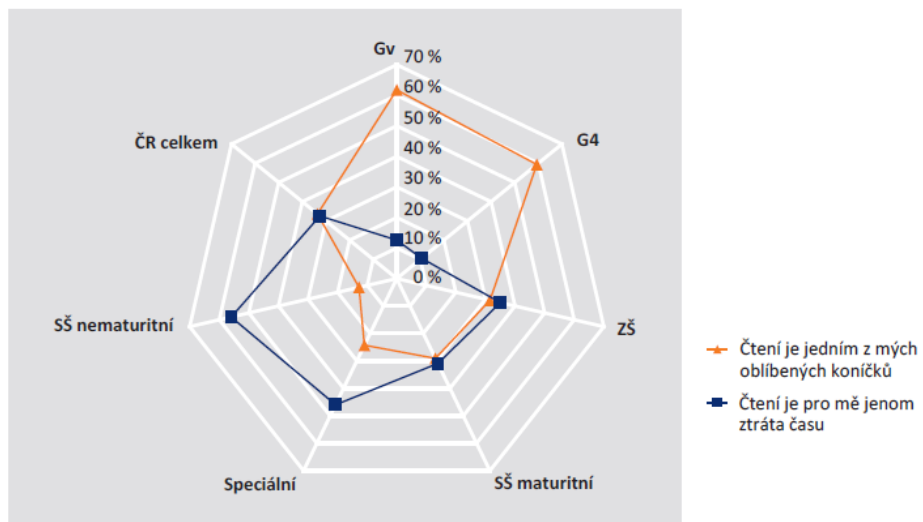 Gv
70 %
60 %
50 %
40 %
30 %
20 %
10 %
0 %
G4
ZŠ
SŠ maturitní
Speciální
SŠ nematuritní
ČR celkem
Čtení je jedním z mých
oblíbených koníčků
Čtení je pro mě jenom
ztráta času